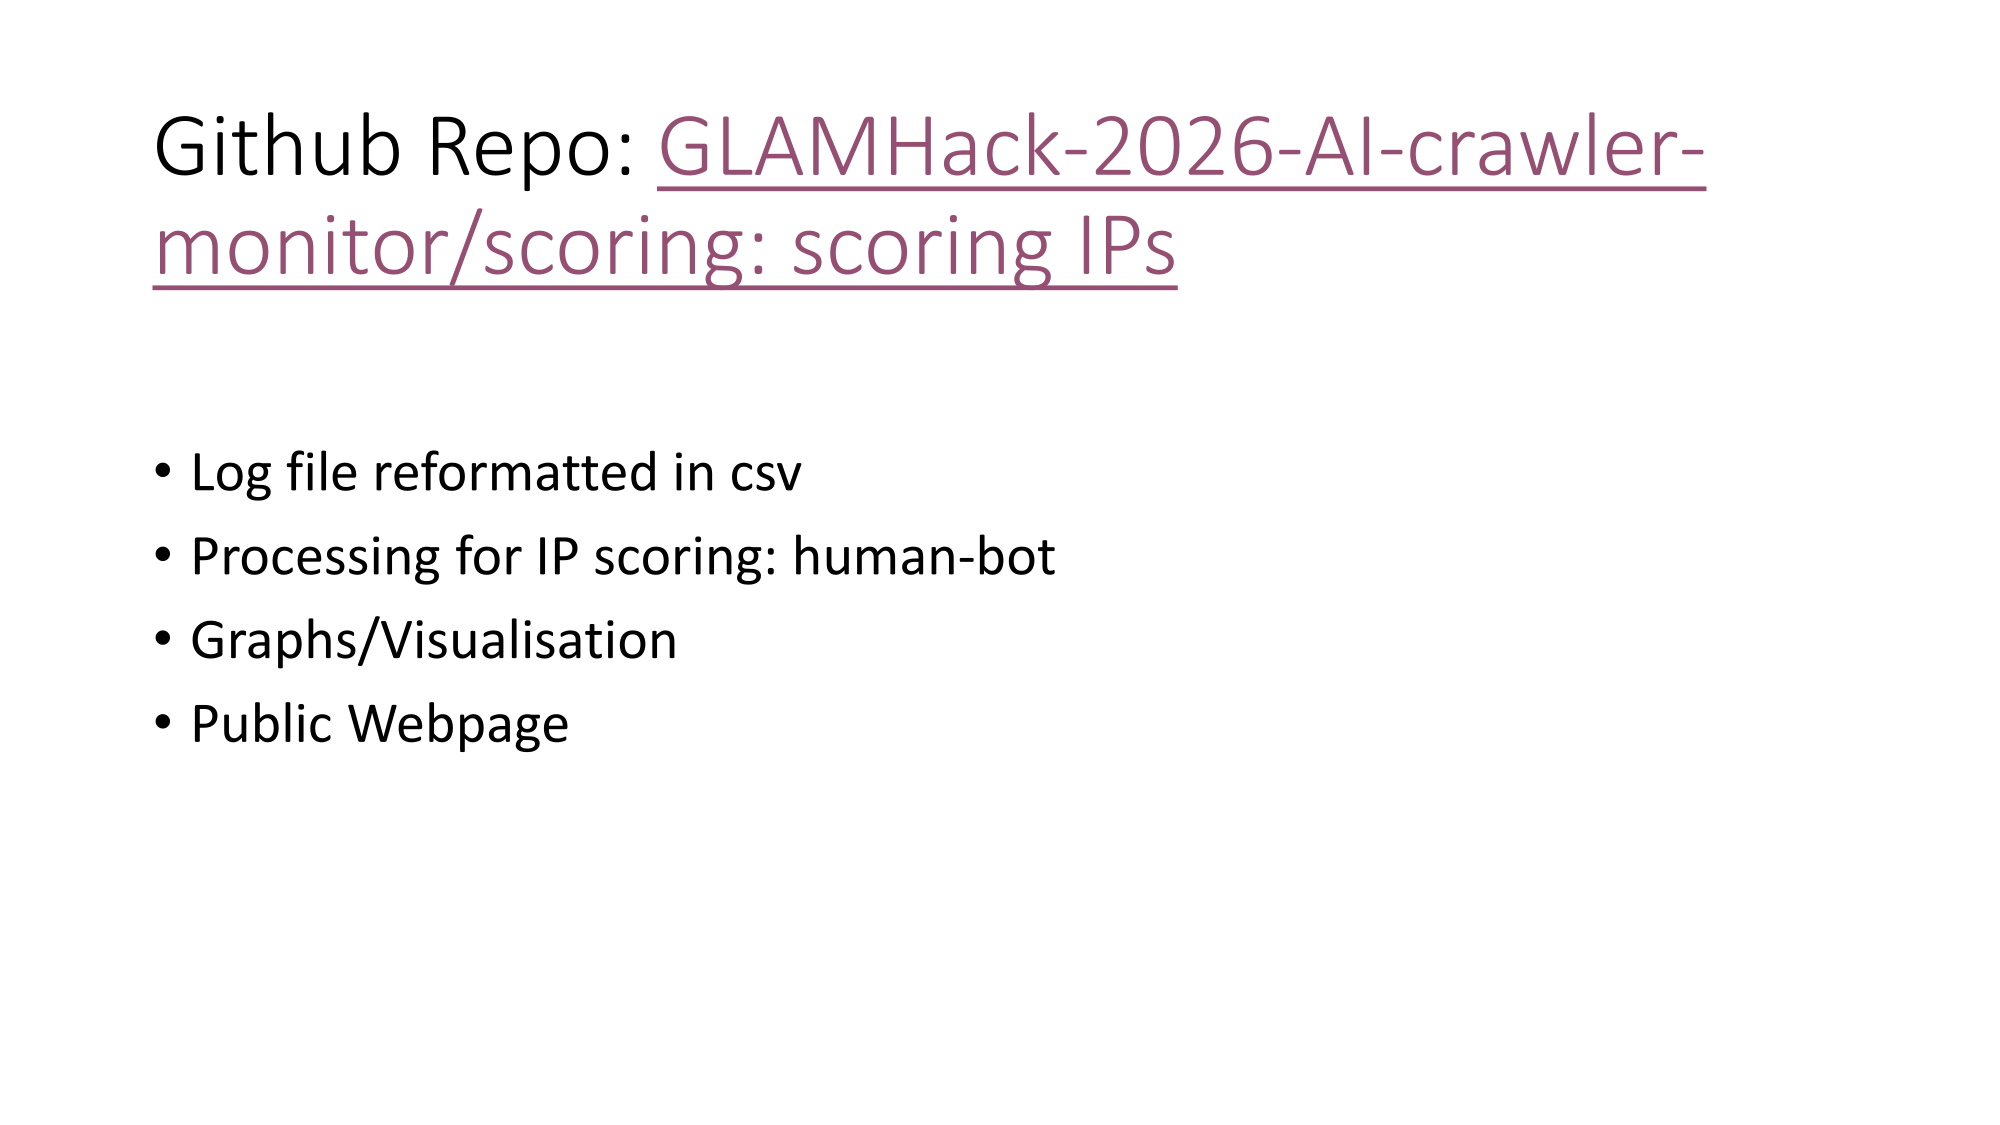 Github Repo: GLAMHack-2026-AI-crawler-
monitor/scoring: scoring IPs
• Log file reformatted in csv
• Processing for IP scoring: human-bot
• Graphs/Visualisation
• Public Webpage